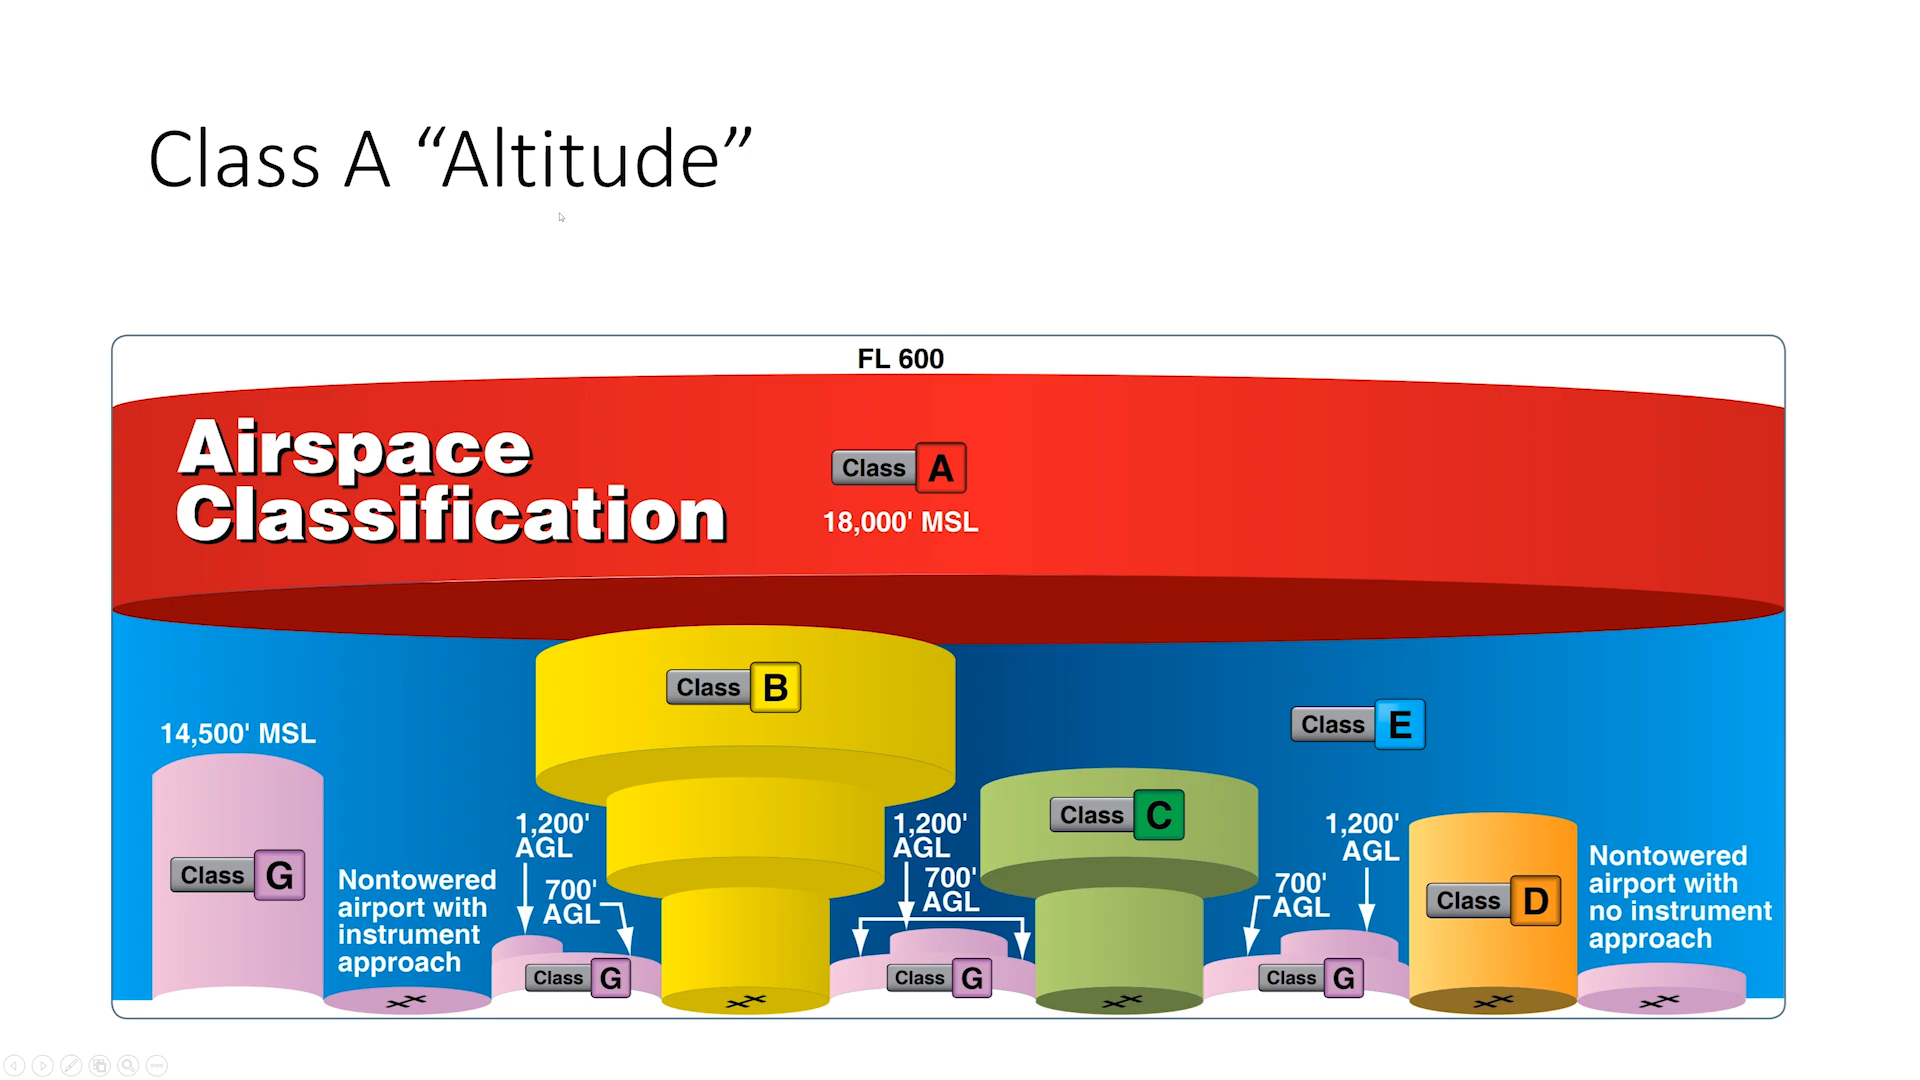 Class A “Altitude”
FL 600
Airspace
Classification
Class A
18,000' MSL
Class B
Class E
14,500' MSL
Class G
Nontowered
airport with
instrument
approach
1,200'
AGL
700'
AGL
Class G
1,200'
AGL
700'
AGL
Class G
Class C
1,200'
AGL
700'
AGL
Class G
Class D
Nontowered
airport with
no instrument
approach